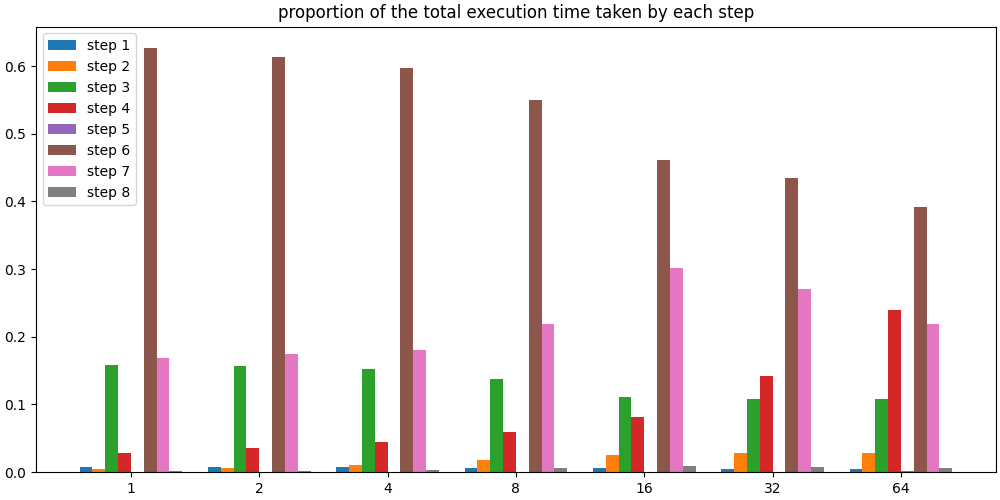 proportion of the total execution time taken by each step
step 1
step 2
step 3
step 4
step 5
step 6
step 7
step 8
0.6
0.5
0.4
0.3
0.2
0.1
0.0
1 2 4 8 16 32 64